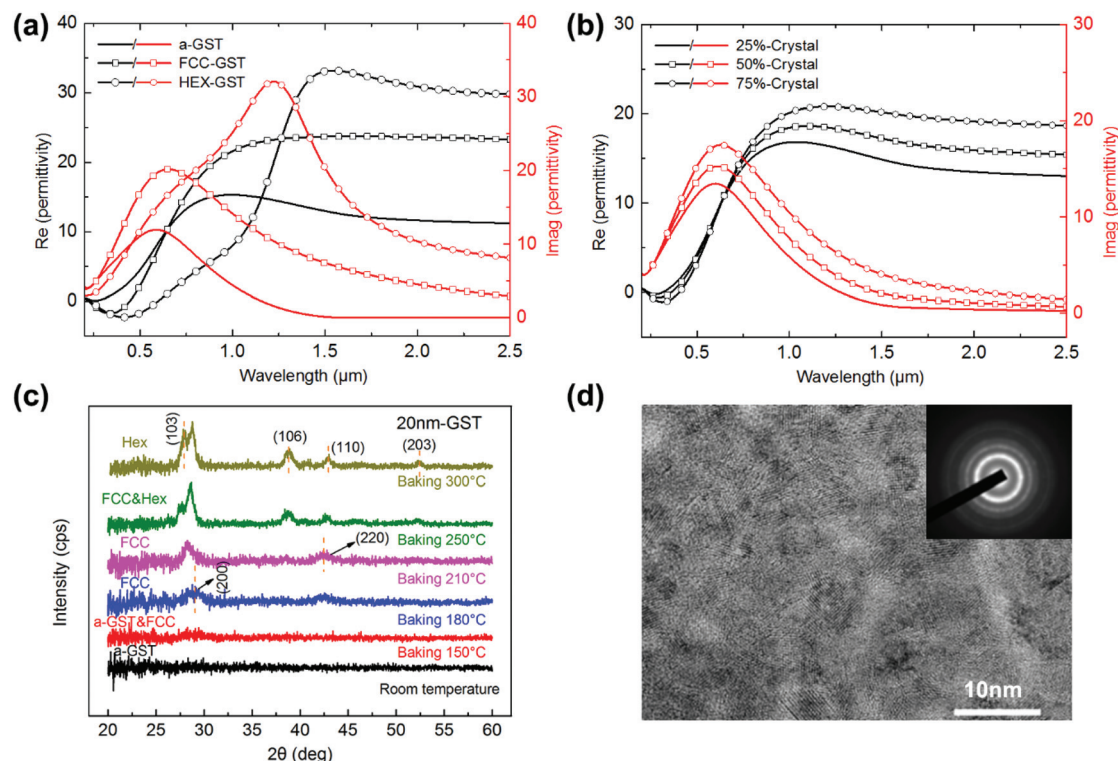 (a)
Re (permittivity)
40
30
20
10
0
a-GST
FCC-GST
HEX-GST
40
30
20
10
0
Imag (permittivity)
0.5 1.0 1.5 2.0 2.5
Wavelength (µm)
(b)
Re (permittivity)
30
20
10
0
25%-Crystal
50%-Crystal
75%-Crystal
30
25
20
15
10
5
0
Imag (permittivity)
0.5 1.0 1.5 2.0 2.5
Wavelength (µm)
(c)
Intensity (cps)
20nm-GST
Hex
(103)
(106)
(110)
(203)
Baking 300°C
FCC&Hex
Baking 250°C
FCC
(220)
Baking 210°C
FCC
(200)
Baking 180°C
a-GST&FCC
Baking 150°C
a-GST
Room temperature
20 25 30 35 40 45 50 55 60
2θ (deg)
(d)
10nm